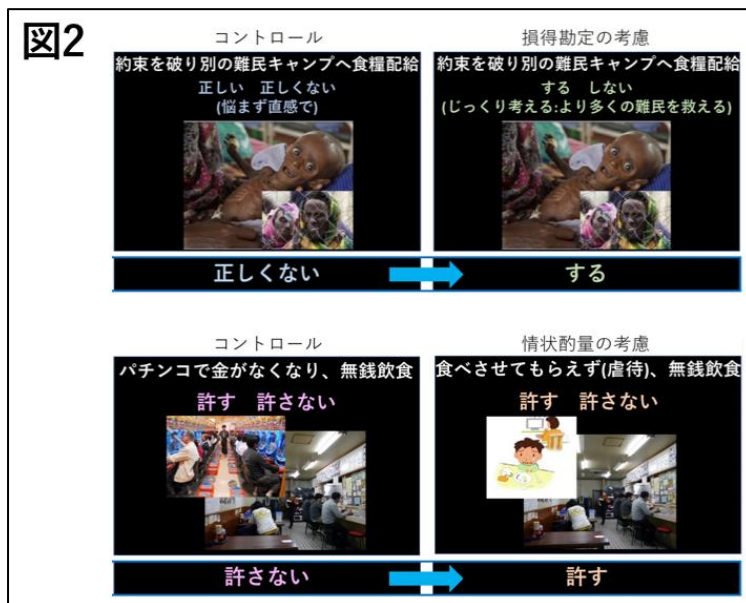 図2
コントロール
約束を破り別の難民キャンプへ食糧配給
正しい 正しくない
(悩まず直感で)
正しくない
損得勘定の考慮
約束を破り別の難民キャンプへ食糧配給
する しない
(じっくり考える:より多くの難民を救える)
する
コントロール
パチンコで金がなくなり、無銭飲食
許す 許さない
許さない
情状酌量の考慮
食べさせてもらえず(虐待)、無銭飲食
許す 許さない
許す